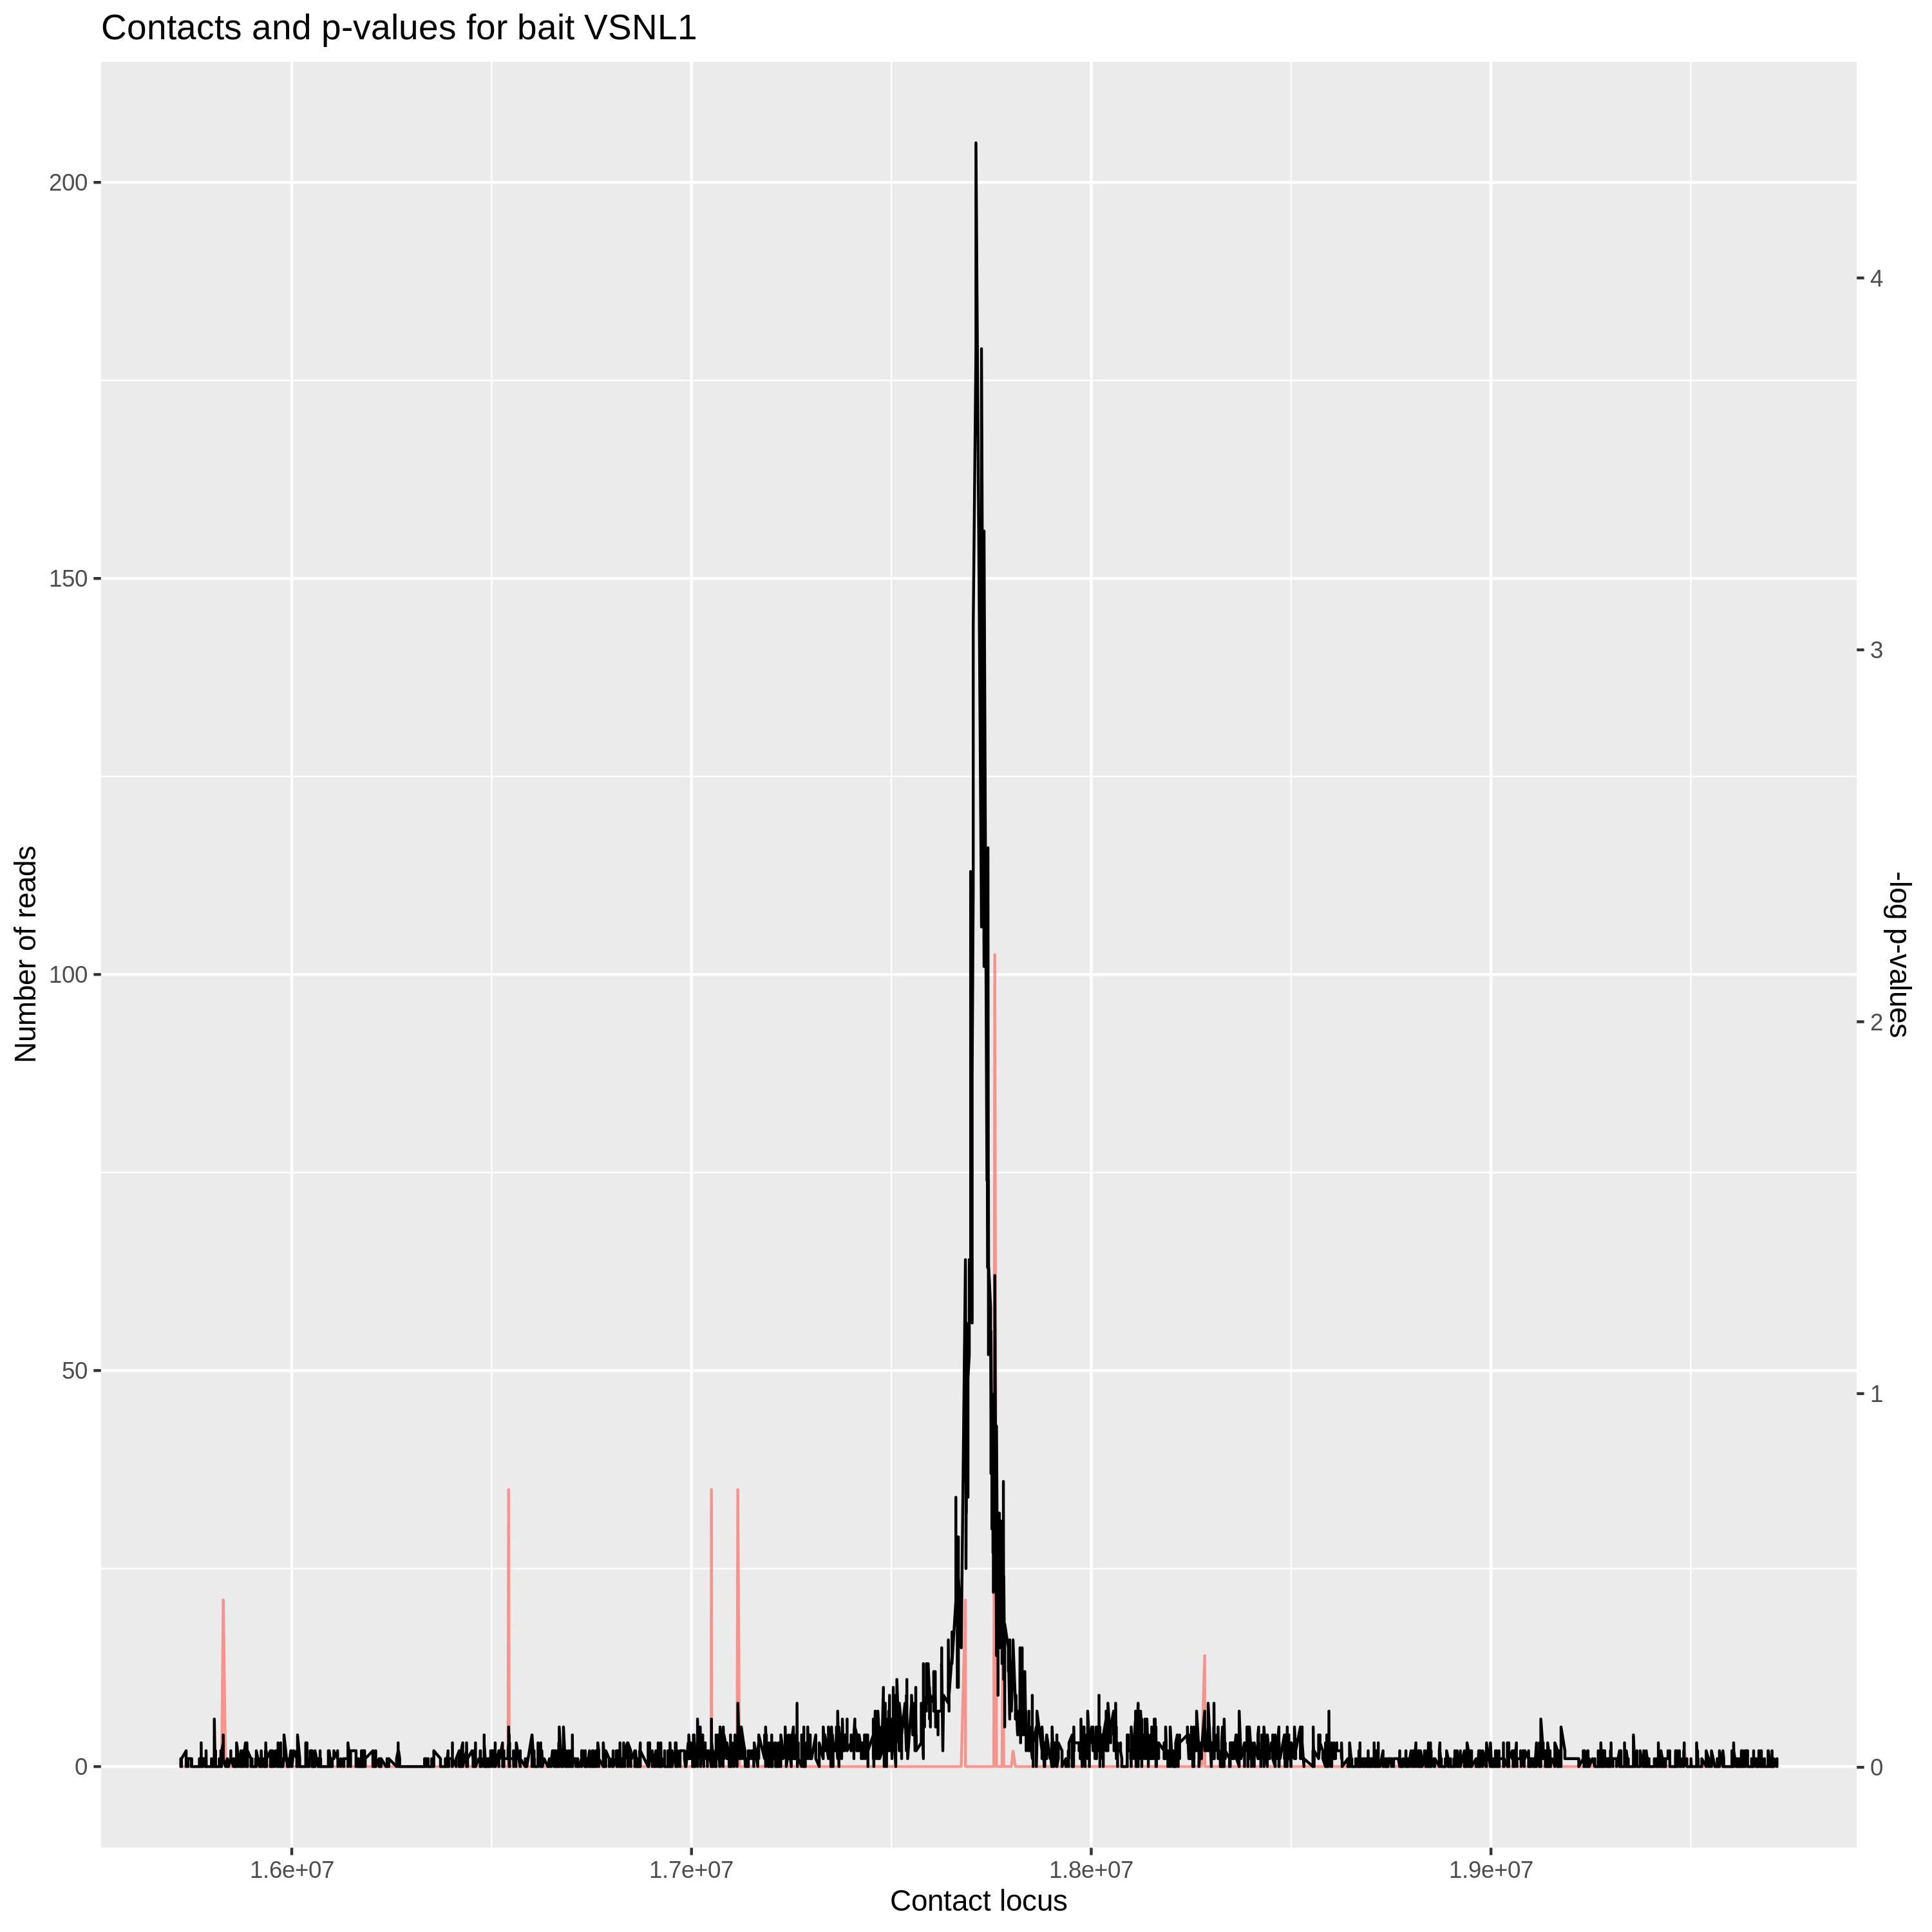 Contacts and p-values for bait VSNL1
Number of reads
200
150
100
50
0
4
3
2
1
0
-log p-values
1.6e+07
1.7e+07
1.8e+07
1.9e+07
Contact locus